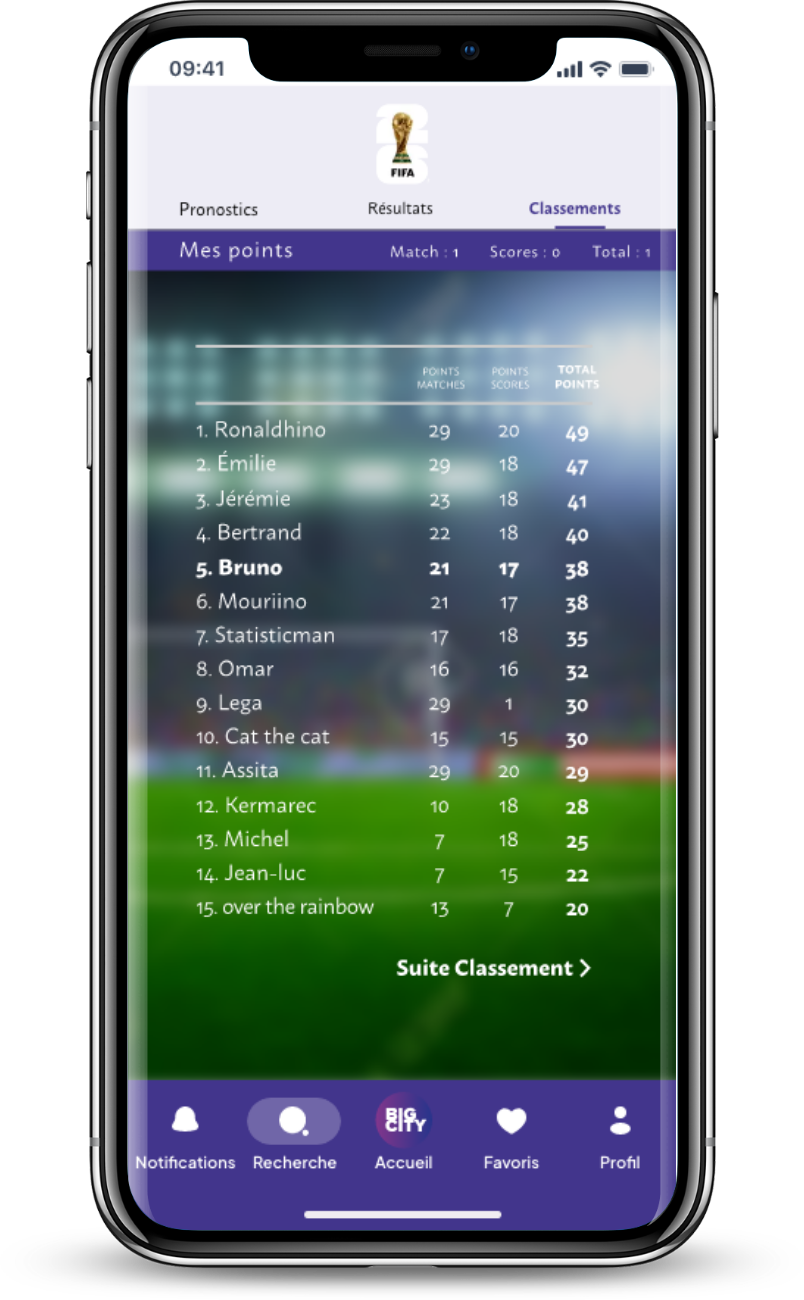 09:41
FIFA
Pronostics Résultats Classements
Mes points Match : 1 Scores : 0 Total : 1
POINTS MATCHES POINTS SCORES TOTAL POINTS
1. Ronaldhino 29 20 49
2. Émilie 29 18 47
3. Jérémie 23 18 41
4. Bertrand 22 18 40
5. Bruno 21 17 38
6. Mouriino 21 17 38
7. Statisticman 17 18 35
8. Omar 16 16 32
9. Lega 29 1 30
10. Cat the cat 15 15 30
11. Assita 29 20 29
12. Kermarec 10 18 28
13. Michel 7 18 25
14. Jean-luc 7 15 22
15. over the rainbow 13 7 20
Suite Classement >
BIG CITY
Notifications Recherche Accueil Favoris Profil